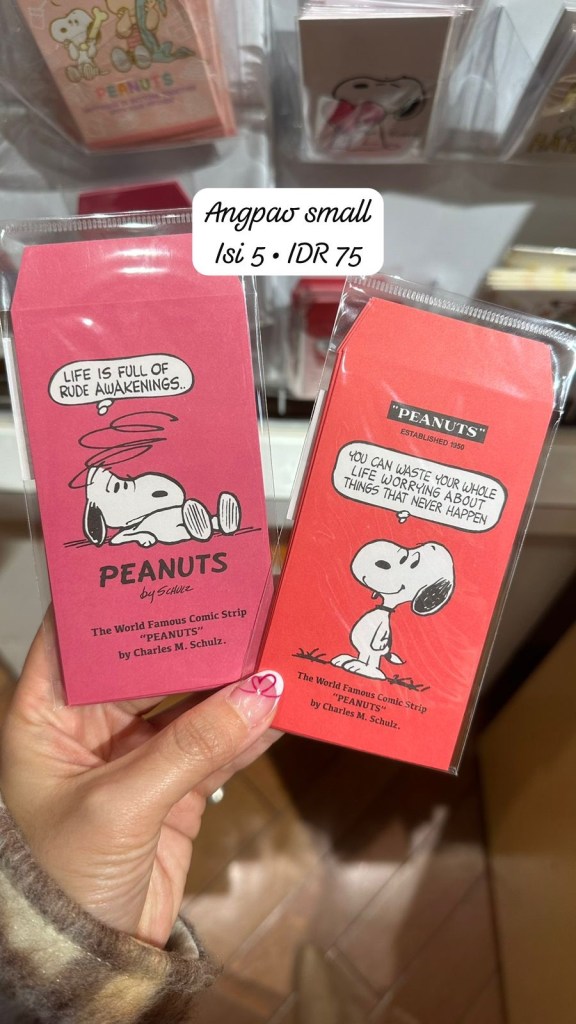 PEANUTS
Angpao small
Isi 5 • IDR 75
LIFE IS FULL OF
RUDE AWAKENINGS..
PEANUTS
by SCHULZ
The World Famous Comic Strip
"PEANUTS"
by Charles M. Schulz.
"PEANUTS"
ESTABLISHED 1950
YOU CAN WASTE YOUR WHOLE
LIFE WORRYING ABOUT
THINGS THAT NEVER HAPPEN
The World Famous Comic Strip
"PEANUTS"
by Charles M. Schulz.